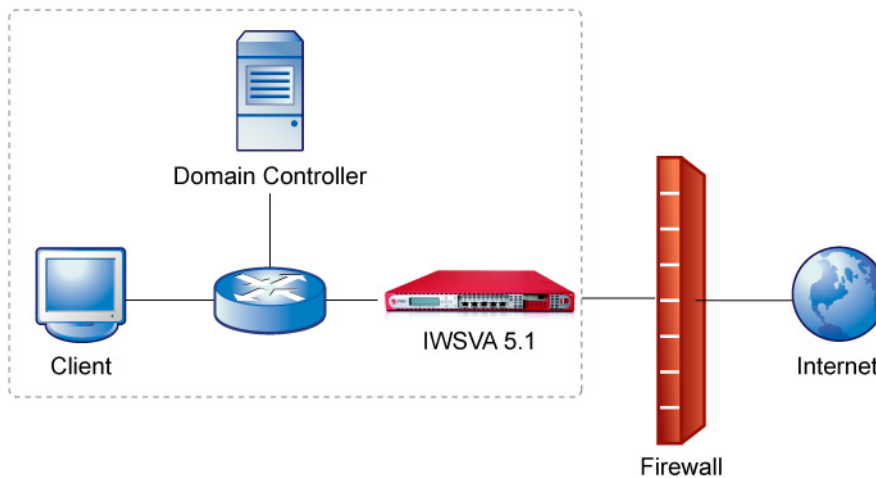 Domain Controller
Client
IWSVA 5.1
Internet
Firewall